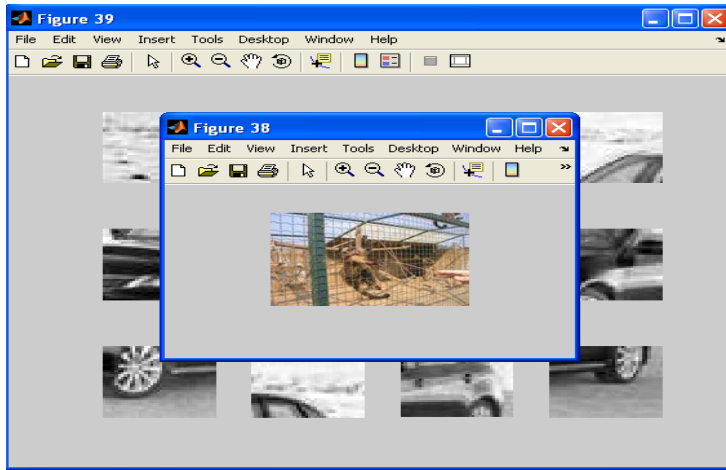 Figure 39
File Edit View Insert Tools Desktop Window Help
Figure 38
File Edit View Insert Tools Desktop Window Help